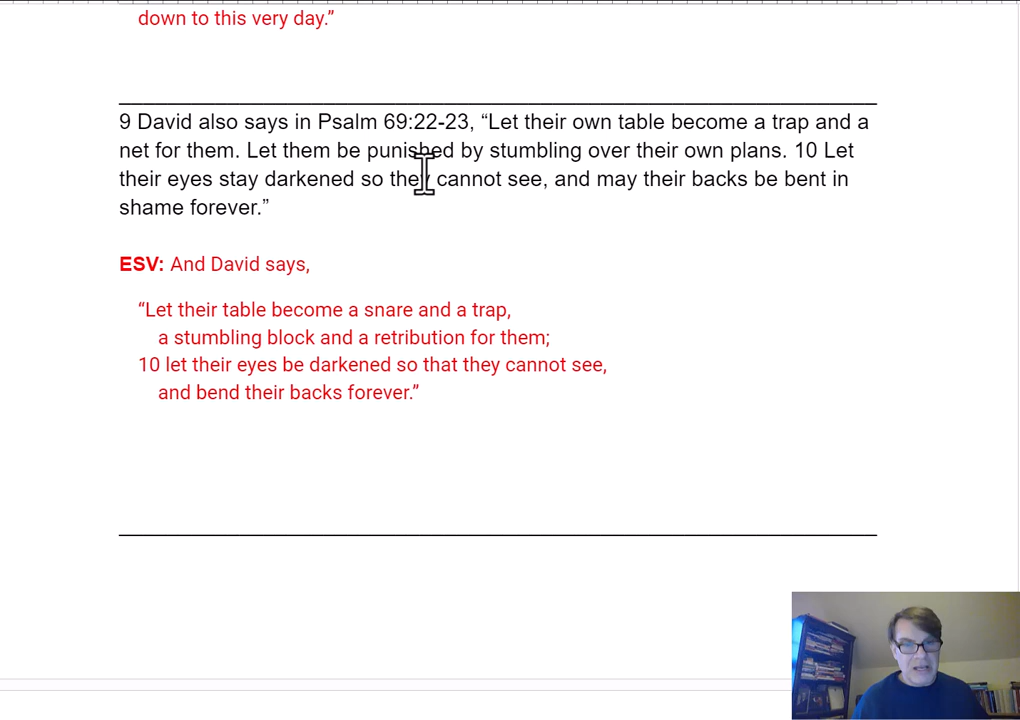 down to this very day.”
9 David also says in Psalm 69:22-23, “Let their own table become a trap and a
net for them. Let them be punished by stumbling over their own plans. 10 Let
their eyes stay darkened so they cannot see, and may their backs be bent in
shame forever.”
ESV: And David says,
“Let their table become a snare and a trap,
a stumbling block and a retribution for them;
10 let their eyes be darkened so that they cannot see,
and bend their backs forever.”